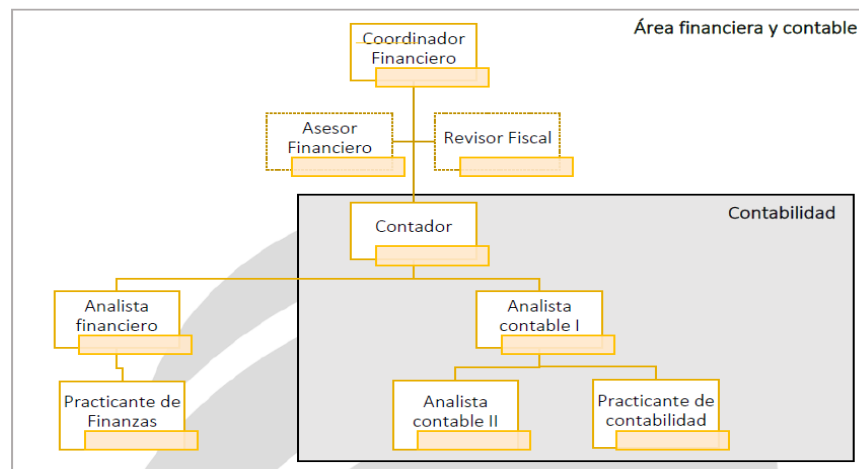 Área financiera y contable
Coordinador
Financiero
Asesor
Financiero
Revisor Fiscal
Contabilidad
Contador
Analista
financiero
Analista
contable I
Practicante de
Finanzas
Analista
contable II
Practicante de
contabilidad